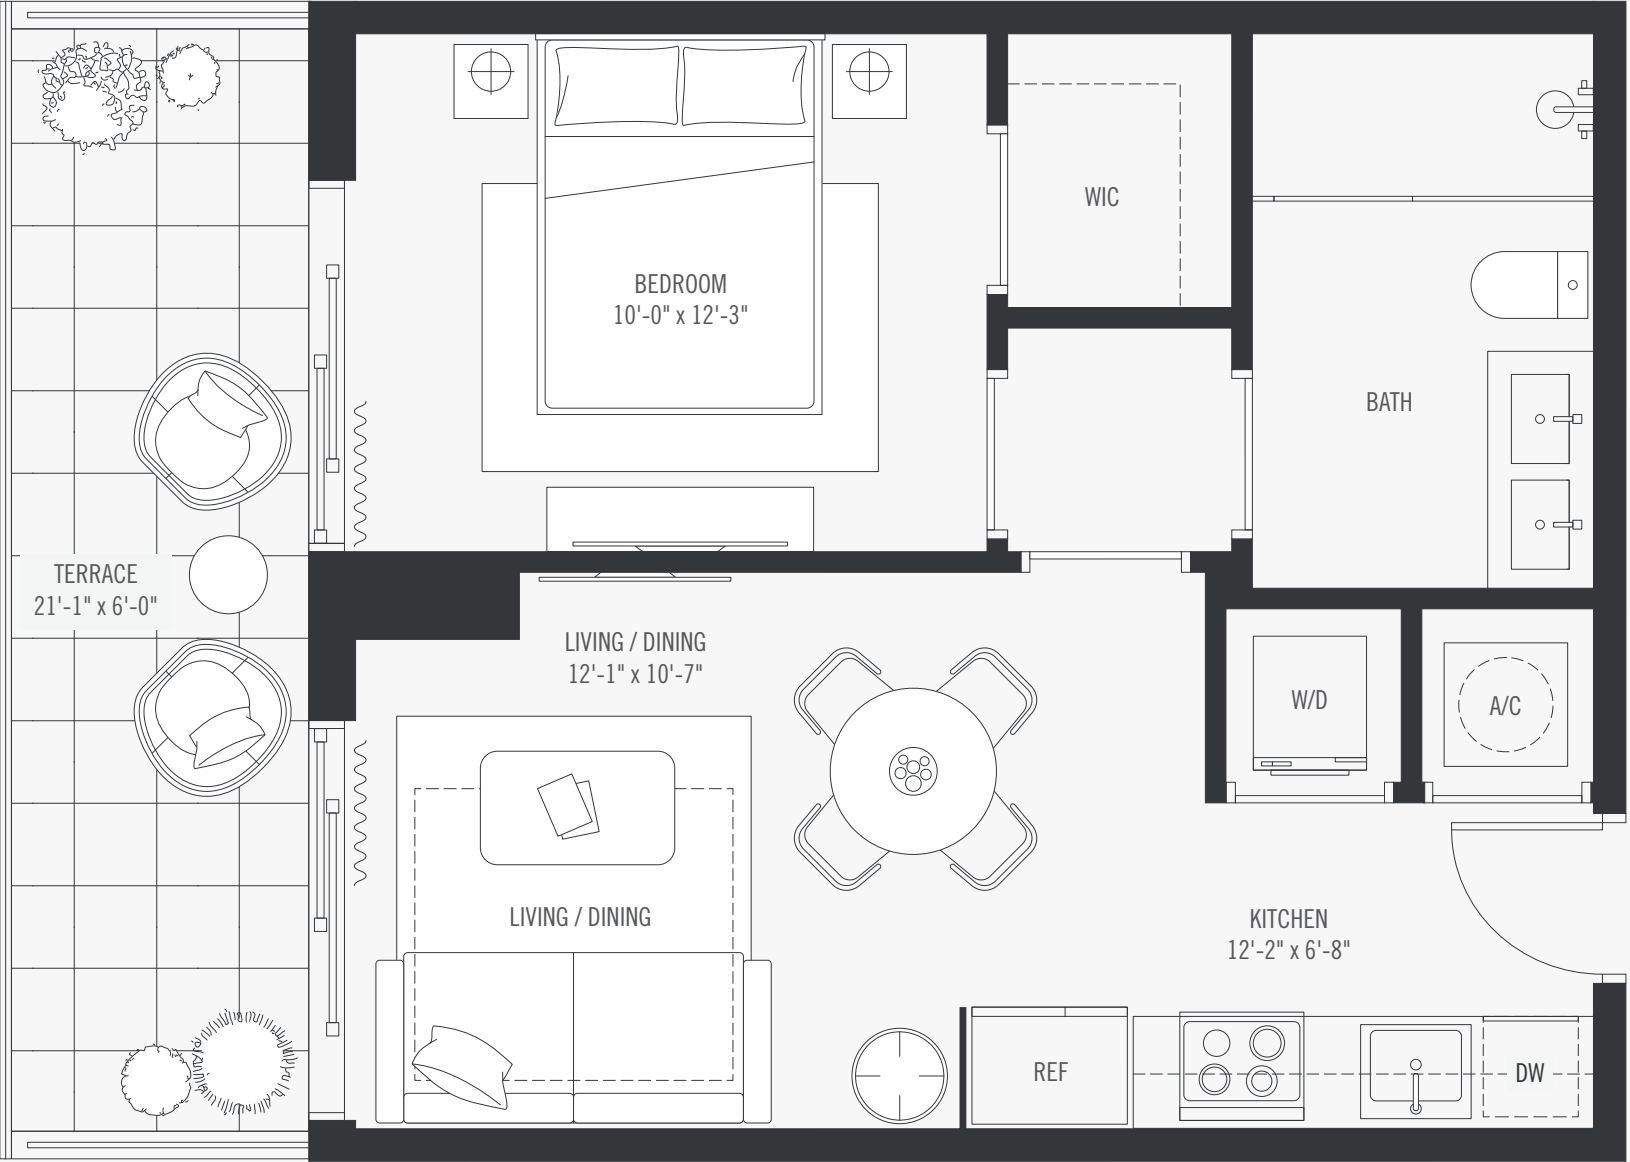 WIC
BEDROOM
10'-0" x 12'-3"
BATH
TERRACE
21'-1" x 6'-0"
LIVING / DINING
12'-1" x 10'-7"
W/D
A/C
LIVING / DINING
KITCHEN
12'-2" x 6'-8"
REF
DW